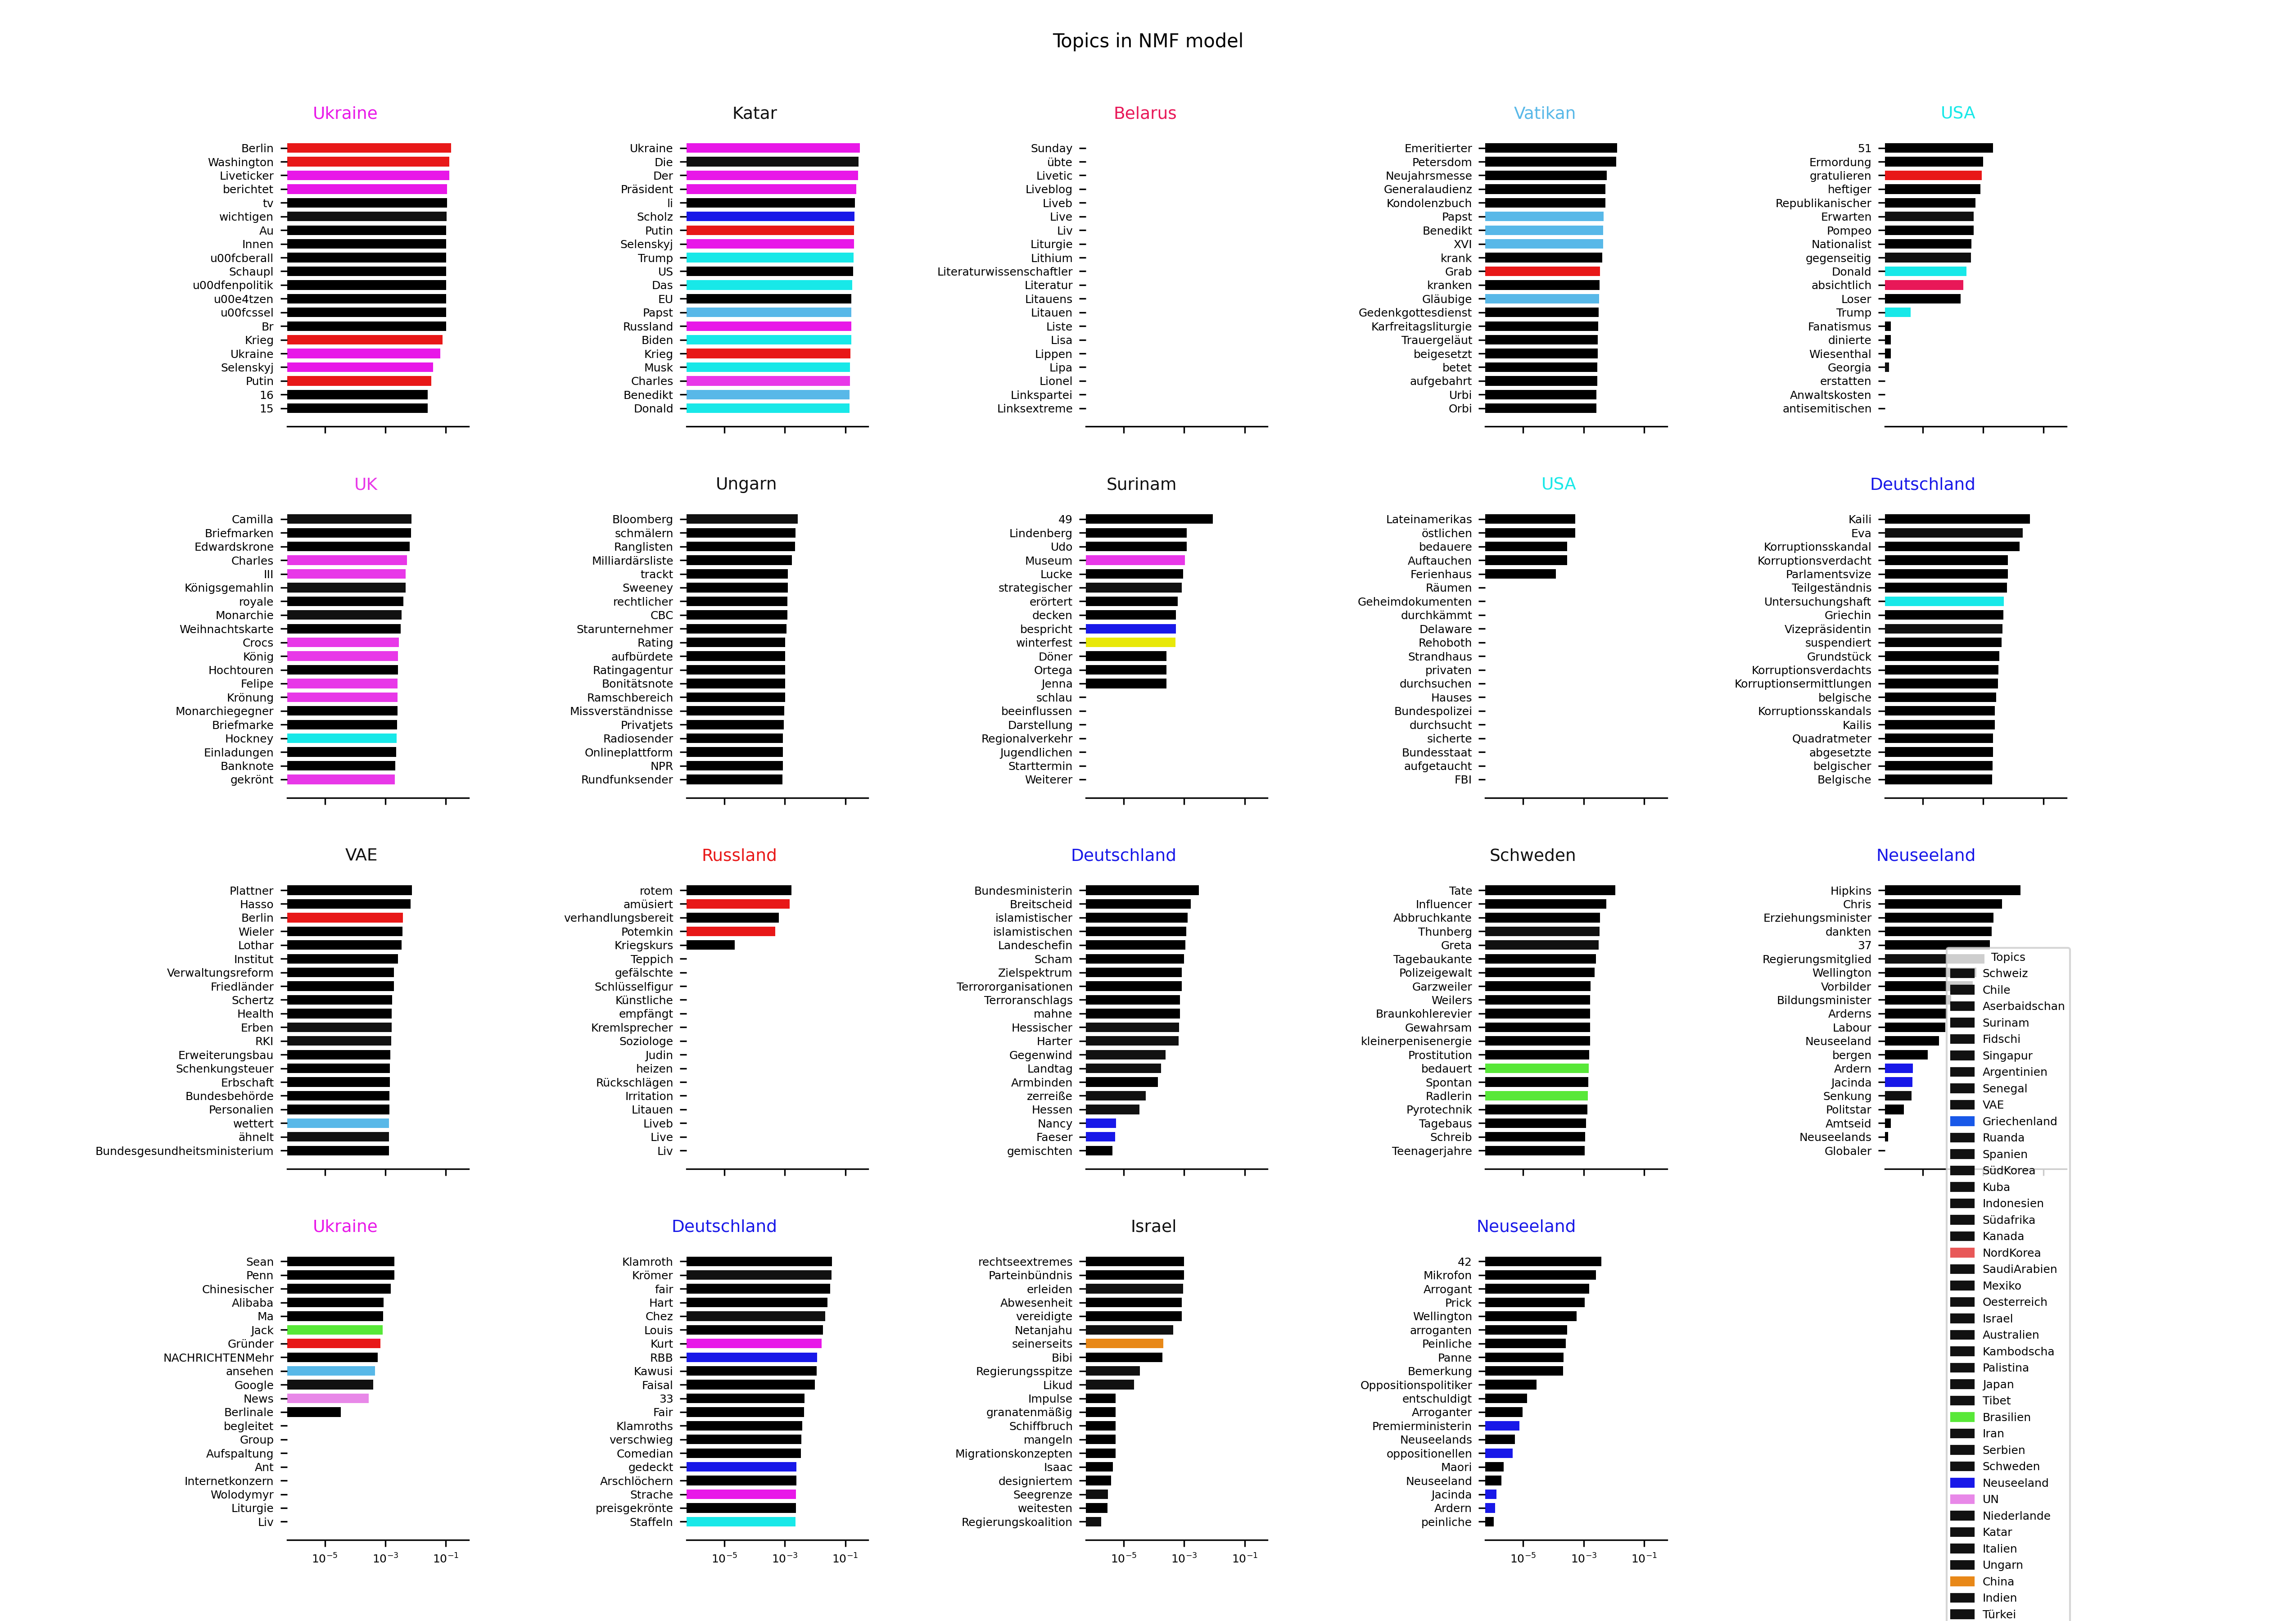 Topics in NMF model
Ukraine
Berlin
Washington
Liveticker
berichtet
tv
wichtigen
Au
Innen
u00fcberall
Schaupl
u00dfenpolitik
u00e4tzen
u00fcssel
Br
Krieg
Ukraine
Selenskyj
Putin
16
15
Katar
Ukraine
Die
Der
Präsident
li
Scholz
Putin
Selenskyj
Trump
US
Das
EU
Papst
Russland
Biden
Krieg
Musk
Charles
Benedikt
Donald
Belarus
Sunday
übte
Livetic
Liveblog
Liveb
Live
Liv
Liturgie
Lithium
Literaturwissenschaftler
Literatur
Litauens
Litauen
Liste
Lisa
Lippen
Lipa
Lionel
Linkspartei
Linksextreme
Vatikan
Emeritierter
Petersdom
Neujahrsmesse
Generalaudienz
Kondolenzbuch
Papst
Benedikt
XVI
krank
Grab
kranken
Gläubige
Gedenkgottesdienst
Karfreitagsliturgie
Trauergeläut
beigesetzt
betet
aufgebahrt
Urbi
Orbi
USA
51
Ermordung
gratulieren
heftiger
Republikanischer
Erwarten
Pompeo
Nationalist
gegenseitig
Donald
absichtlich
Loser
Trump
Fanatismus
dinierte
Wiesenthal
Georgia
erstatten
Anwaltskosten
antisemitischen
UK
Camilla
Briefmarken
Edwardskrone
Charles
III
Königsgemahlin
royale
Monarchie
Weihnachtskarte
Crocs
König
Hochtouren
Felipe
Krönung
Monarchiegegner
Briefmarke
Hockney
Einladungen
Banknote
gekrönt
Ungarn
Bloomberg
schmälern
Ranglisten
Milliardärsliste
trackt
Sweeney
rechtlicher
CBC
Starunternehmer
Rating
aufbürdete
Ratingagentur
Bonitätsnote
Ramschbereich
Missverständnisse
Privatjets
Radiosender
Onlineplattform
NPR
Rundfunksender
Surinam
49
Lindenberg
Udo
Museum
Lucke
strategischer
erörtert
decken
bespricht
winterfest
Döner
Ortega
Jenna
schlau
beeinflussen
Darstellung
Regionalverkehr
Jugendlichen
Starttermin
Weiterer
USA
Lateinamerikas
östlichen
bedauere
Auftauchen
Ferienhaus
Räumen
Geheimdokumenten
durchkämmt
Delaware
Rehoboth
Strandhaus
privaten
durchsuchen
Hauses
Bundespolizei
durchsucht
sicherte
Bundesstaat
aufgetaucht
FBI
Deutschland
Kaili
Eva
Korruptionsskandal
Korruptionsverdacht
Parlamentsvize
Teilgeständnis
Untersuchungshaft
Griechin
Vizepräsidentin
suspendiert
Grundstück
Korruptionsverdachts
Korruptionsermittlungen
belgische
Korruptionsskandals
Kailis
Quadratmeter
abgesetzte
belgischer
Belgische
VAE
Plattner
Hasso
Berlin
Wieler
Lothar
Institut
Verwaltungsreform
Friedländer
Schertz
Health
Erben
RKI
Erweiterungsbau
Schenkungsteuer
Erbschaft
Bundesbehörde
Personalien
wettert
ähnelt
Bundesgesundheitsministerium
Russland
rotem
amüsiert
verhandlungsbereit
Potemkin
Kriegskurs
Teppich
gefälschte
Schlüsselfigur
Künstliche
empfängt
Kremlsprecher
Soziologe
Judin
heizen
Rückschlägen
Irritation
Litauen
Liveb
Live
Liv
Deutschland
Bundesministerin
Breitscheid
islamistischer
islamistischen
Landeschefin
Scham
Zielspektrum
Terrororganisationen
Terroranschlags
mahne
Hessischer
Harter
Gegenwind
Landtag
Armbinden
zerreiße
Hessen
Nancy
Faeser
gemischten
Schweden
Tate
Influencer
Abbruchkante
Thunberg
Greta
Tagebaukante
Polizeigewalt
Garzweiler
Weilers
Braunkohlerevier
Gewahrsam
kleinerpenisenergie
Prostitution
bedauert
Spontan
Radlerin
Pyrotechnik
Tagebaus
Schreib
Teenagerjahre
Neuseeland
Hipkins
Chris
Erziehungsminister
dankten
37
Regierungsmitglied
Wellington
Vorbilder
Bildungsminister
Arderns
Labour
Neuseeland
bergen
Ardern
Jacinda
Senkung
Politstar
Amtseid
Neuseelands
Globaler
Ukraine
Sean
Penn
Chinesischer
Alibaba
Ma
Jack
Gründer
NACHRICHTENMehr
ansehen
Google
News
Berlinale
begleitet
Group
Aufspaltung
Ant
Internetkonzern
Wolodymyr
Liturgie
Liv
10⁻⁵ 10⁻³ 10⁻¹
Deutschland
Klamroth
Krömer
fair
Hart
Chez
Louis
Kurt
RBB
Kawusi
Faisal
33
Fair
Klamroths
verschwieg
Comedian
gedeckt
Arschlöchern
Strache
preisgekrönte
Staffeln
10⁻⁵ 10⁻³ 10⁻¹
Israel
rechtseextremes
Parteinbündnis
erleiden
Abwesenheit
vereidigte
Netanjahu
seinerseits
Bibi
Regierungsspitze
Likud
Impulse
granatenmäßig
Schiffbruch
mangeln
Migrationskonzepten
Isaac
designiertem
Seegrenze
weitesten
Regierungskoalition
10⁻⁵ 10⁻³ 10⁻¹
Neuseeland
42
Mikrofon
Arrogant
Prick
Wellington
arroganten
Peinliche
Panne
Bemerkung
Oppositionspolitiker
entschuldigt
Arroganter
Premierministerin
Neuseelands
oppositionellen
Maori
Neuseeland
Jacinda
Ardern
peinliche
10⁻⁵ 10⁻³ 10⁻¹
Topics
Schweiz
Chile
Aserbaidschan
Surinam
Fidschi
Singapur
Argentinien
Senegal
VAE
Griechenland
Ruanda
Spanien
SüdKorea
Kuba
Indonesien
Südafrika
Kanada
NordKorea
SaudiArabien
Mexiko
Oesterreich
Israel
Australien
Kambodscha
Palistina
Japan
Tibet
Brasilien
Iran
Serbien
Schweden
Neuseeland
UN
Niederlande
Katar
Italien
Ungarn
China
Indien
Türkei